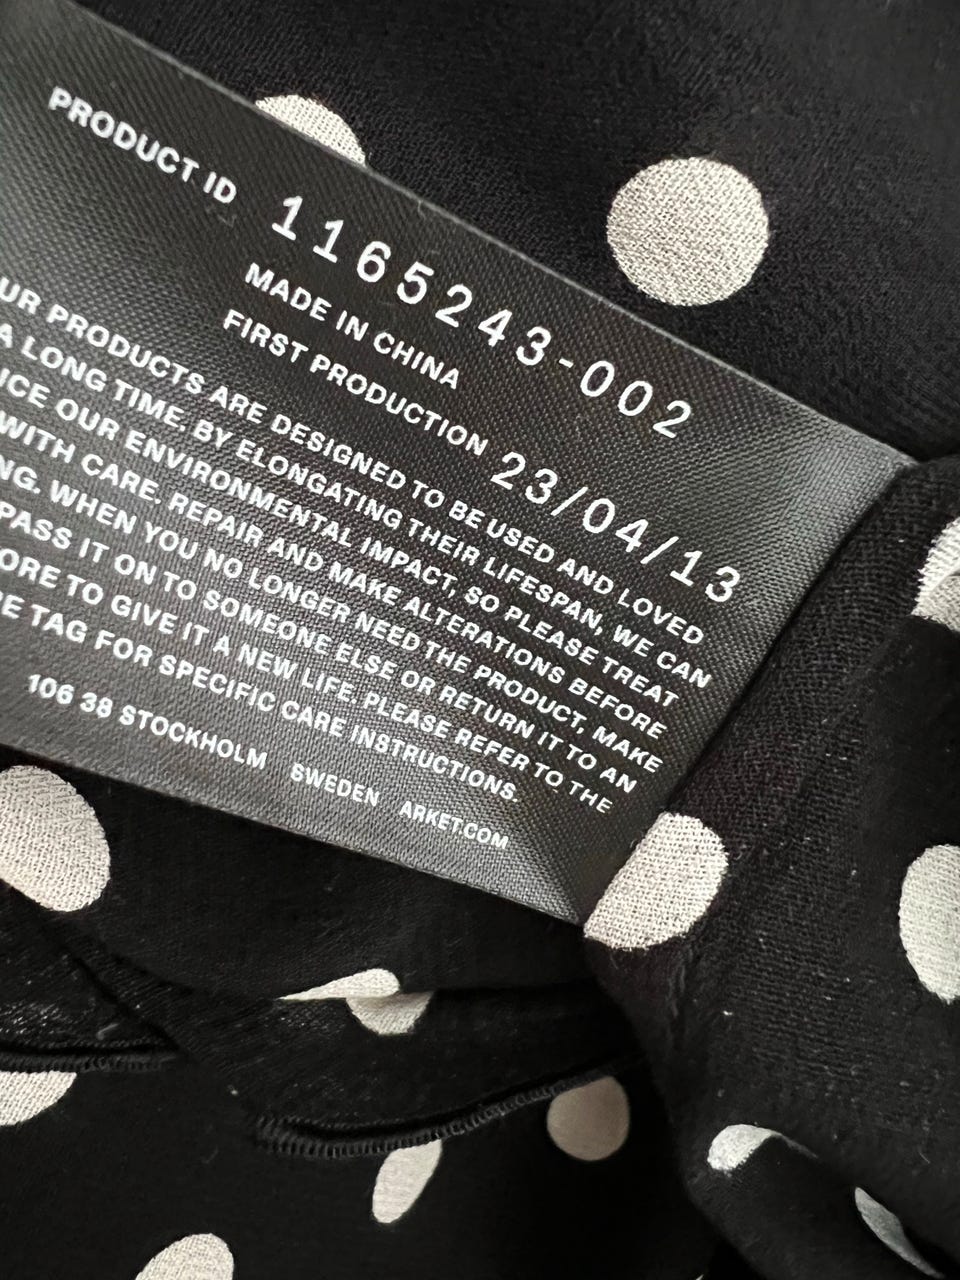 PRODUCT ID 1165243-002
MADE IN CHINA
FIRST PRODUCTION 23/04/13
UR PRODUCTS ARE DESIGNED TO BE USED AND LOVED
A LONG TIME. BY ELONGATING THEIR LIFESPAN, WE CAN
ICE OUR ENVIRONMENTAL IMPACT, SO PLEASE TREAT
WITH CARE. REPAIR AND MAKE ALTERATIONS BEFORE
NG. WHEN YOU NO LONGER NEED THE PRODUCT, MAKE
PASS IT ON TO SOMEONE ELSE OR RETURN IT TO AN
ORE TO GIVE IT A NEW LIFE. PLEASE REFER TO THE
RE TAG FOR SPECIFIC CARE INSTRUCTIONS.
106 38 STOCKHOLM SWEDEN ARKET.COM